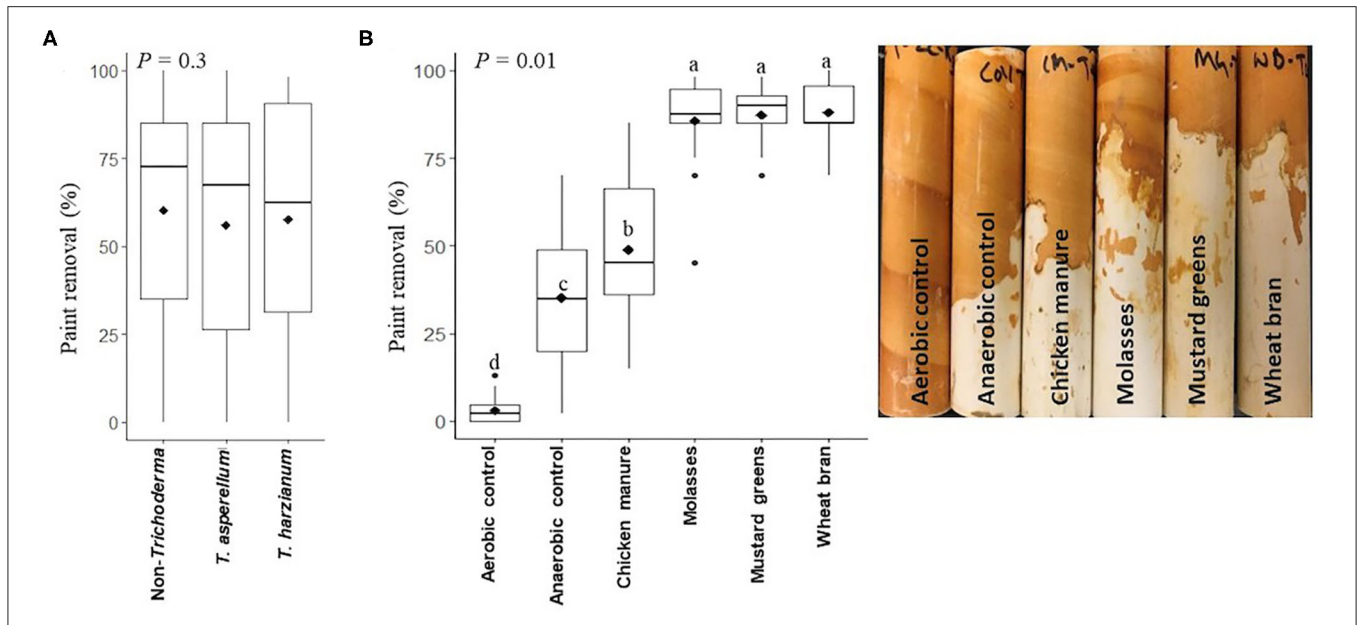 A
P = 0.3
Paint removal (%)
100
75
50
25
0
Non-Trichoderma
T. asperellum
T. harzianum
B
P = 0.01
Paint removal (%)
100
75
50
25
0
d
c
b
a
a
a
Aerobic control
Anaerobic control
Chicken manure
Molasses
Mustard greens
Wheat bran
Aerobic control
Anaerobic control
Chicken manure
Molasses
Mustard greens
Wheat bran